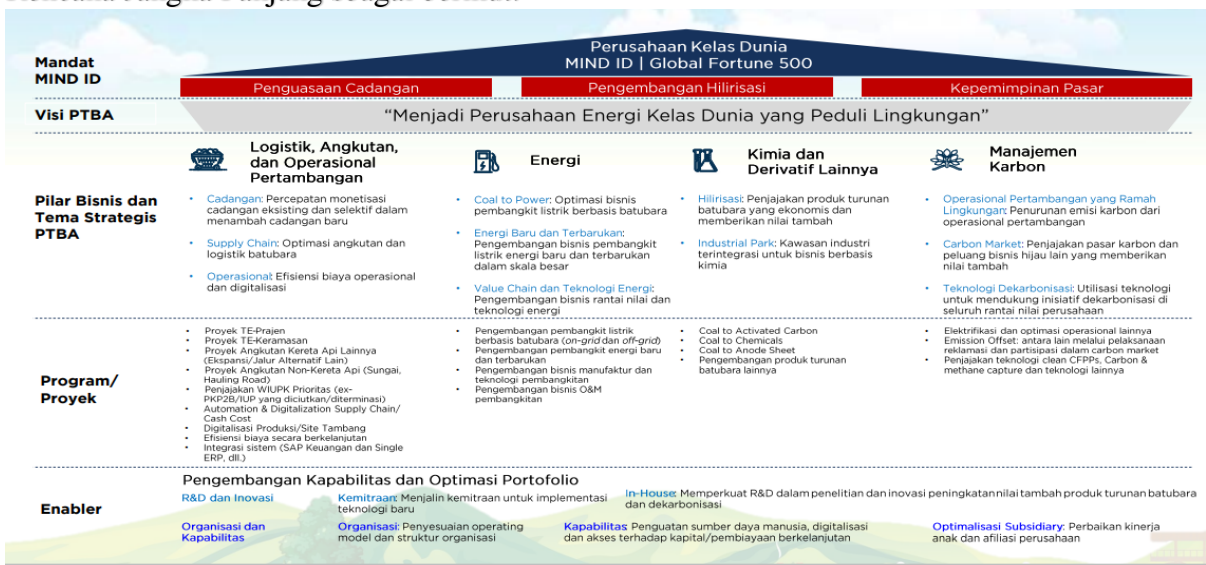 Mandat
MIND ID
Perusahaan Kelas Dunia
MIND ID | Global Fortune 500
Penguasaan Cadangan
Pengembangan Hilirisasi
Kepemimpinan Pasar
Visi PTBA
“Menjadi Perusahaan Energi Kelas Dunia yang Peduli Lingkungan”
Pilar Bisnis dan
Tema Strategis
PTBA
Logistik, Angkutan,
dan Operasional
Pertambangan
• Cadangan: Percepatan monetisasi
cadangan eksisting dan selektif dalam
menambah cadangan baru
• Supply Chain: Optimasi angkutan dan
logistik batubara
• Operasional: Efisiensi biaya operasional
dan digitalisasi
Energi
• Coal to Power: Optimasi bisnis
pembangkit listrik berbasis batubara
• Energi Baru dan Terbarukan:
Pengembangan bisnis pembangkit
listrik energi baru dan terbarukan
dalam skala besar
• Value Chain dan Teknologi Energi:
Pengembangan bisnis rantai nilai dan
teknologi energi
Kimia dan
Derivatif Lainnya
• Hilirisasi: Penjajakan produk turunan
batubara yang ekonomis dan
memberikan nilai tambah
• Industrial Park: Kawasan industri
terintegrasi untuk bisnis berbasis
kimia
Manajemen
Karbon
• Operasional Pertambangan yang Ramah
Lingkungan: Penurunan emisi karbon dari
operasional pertambangan
• Carbon Market: Penjajakan pasar karbon dan
peluang bisnis hijau lain yang memberikan
nilai tambah
• Teknologi Dekarbonisasi: Utilisasi teknologi
untuk mendukung inisiatif dekarbonisasi di
seluruh rantai nilai perusahaan
Program/
Proyek
• Proyek TE-Prajen
• Proyek TE-Keramasan
• Proyek Angkutan Kereta Api Lainnya
(Ekspansi/Jalur Alternatif Lain)
• Proyek Angkutan Non-Kereta Api (Sungai,
Hauling Road)
• Penjajakan WIUPK Prioritas (ex-
PKP2B/IUP yang diciutkan/diterminasi)
• Automation & Digitalization Supply Chain/
Cash Cost
• Digitalisasi Produksi/Site Tambang
• Efisiensi biaya secara berkelanjutan
• Integrasi sistem (SAP Keuangan dan Single
ERP, dll.)
• Pengembangan pembangkit listrik
berbasis batubara (on-grid dan off-grid)
• Pengembangan pembangkit energi baru
dan terbarukan
• Pengembangan bisnis manufaktur dan
teknologi pembangkitan
• Pengembangan bisnis O&M
pembangkitan
• Coal to Activated Carbon
• Coal to Chemicals
• Coal to Anode Sheet
• Pengembangan produk turunan
batubara lainnya
• Elektrifikasi dan optimasi operasional lainnya
• Emission Offset: antara lain melalui pelaksanaan
reklamasi dan partisipasi dalam carbon market
• Penjajakan teknologi clean CFPPs, Carbon &
methane capture dan teknologi lainnya
Enabler
Pengembangan Kapabilitas dan Optimasi Portofolio
R&D dan Inovasi
Kemitraan: Menjalin kemitraan untuk implementasi
teknologi baru
In-House: Memperkuat R&D dalam penelitian dan inovasi peningkatan nilai tambah produk turunan batubara
dan dekarbonisasi
Organisasi dan
Kapabilitas
Organisasi: Penyesuaian operating
model dan struktur organisasi
Kapabilitas: Penguatan sumber daya manusia, digitalisasi
dan akses terhadap kapital/pembiayaan berkelanjutan
Optimalisasi Subsidiary: Perbaikan kinerja
anak dan afiliasi perusahaan